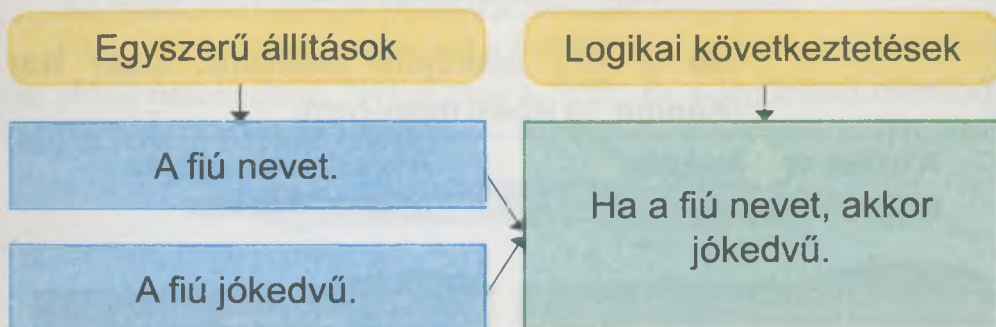 Egyszerű állítások
Logikai következtetések
A fiú nevet.
Ha a fiú nevet, akkor
jókedvű.
A fiú jókedvű.